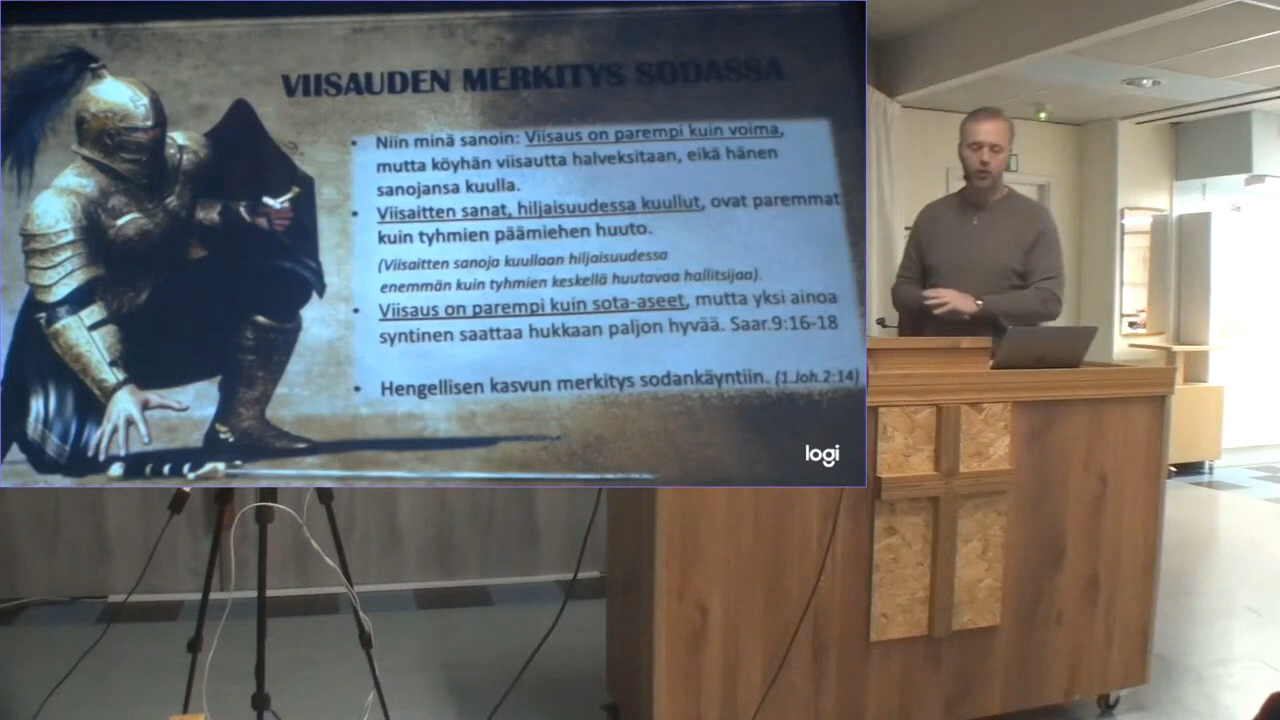 VIISAUDEN MERKITYS SODASSA
• Niin minä sanoin: Viisaus on parempi kuin voima,
mutta köyhän viisautta halveksitaan, eikä hänen
sanojansa kuulla.
• Viisaitten sanat, hiljaisuudessa kuullut, ovat paremmat
kuin tyhmien päämiehen huuto.
(Viisaitten sanoja kuullaan hiljaisuudessa
enemmän kuin tyhmien keskellä huutavaa hallitsijaa).
• Viisaus on parempi kuin sota-aseet, mutta yksi ainoa
syntinen saattaa hukkaan paljon hyvää. Saar.9:16-18
• Hengellisen kasvun merkitys sodankäyntiin. (1.Joh.2:14)
logi